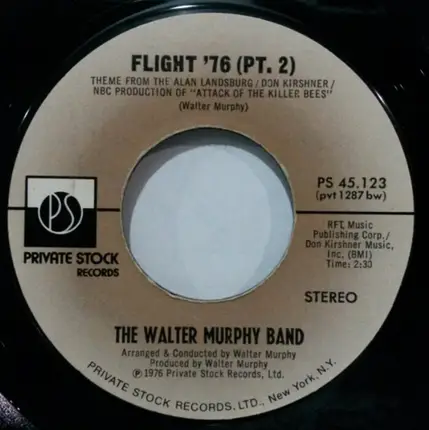 FLIGHT '76 (PT. 2)
THEME FROM THE ALAN LANDSBURG / DON KIRSHNER /
NBC PRODUCTION OF "ATTACK OF THE KILLER BEES"
(Walter Murphy)
PS 45.123
(pvt 1287 bw)
PS
PRIVATE STOCK
RECORDS
RFT, Music
Publishing Corp./
Don Kirshner Music,
Inc. (BMI)
Time: 2:30
STEREO
THE WALTER MURPHY BAND
Arranged & Conducted by Walter Murphy
Produced by Walter Murphy
Ⓟ 1976 Private Stock Records, Ltd.
PRIVATE STOCK RECORDS. LTD., New York, N.Y.